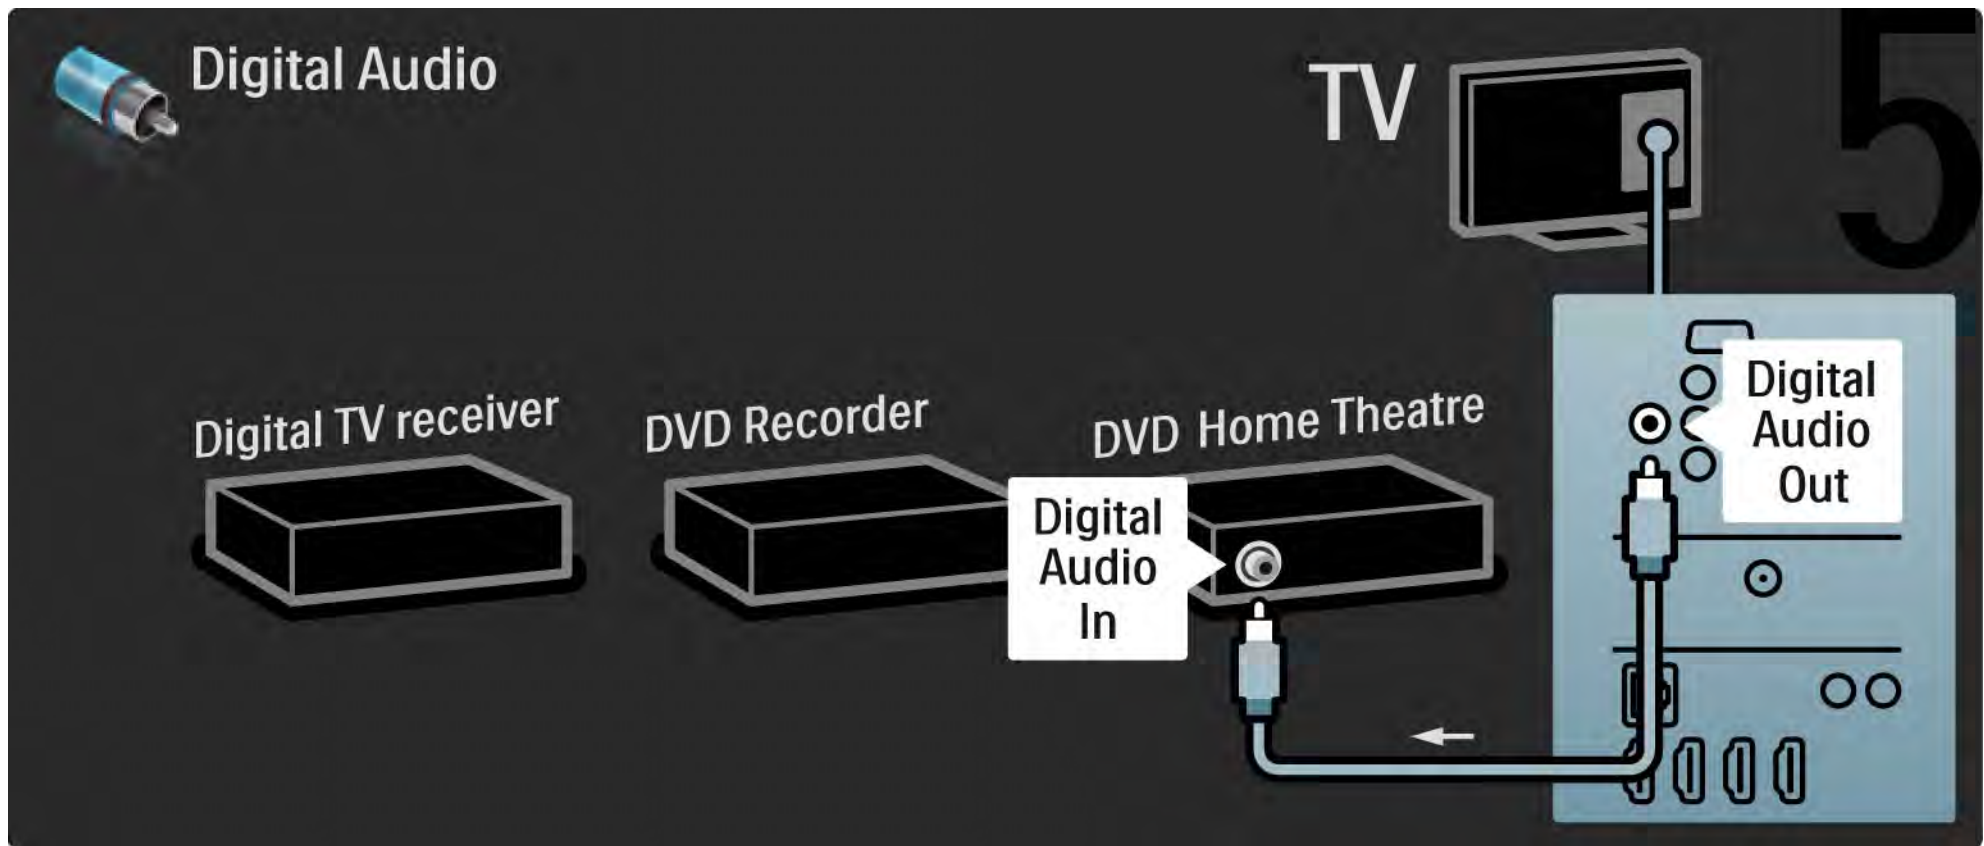 Digital Audio
TV
5
Digital TV receiver
DVD Recorder
DVD Home Theatre
Digital
Audio
Out
Digital
Audio
In